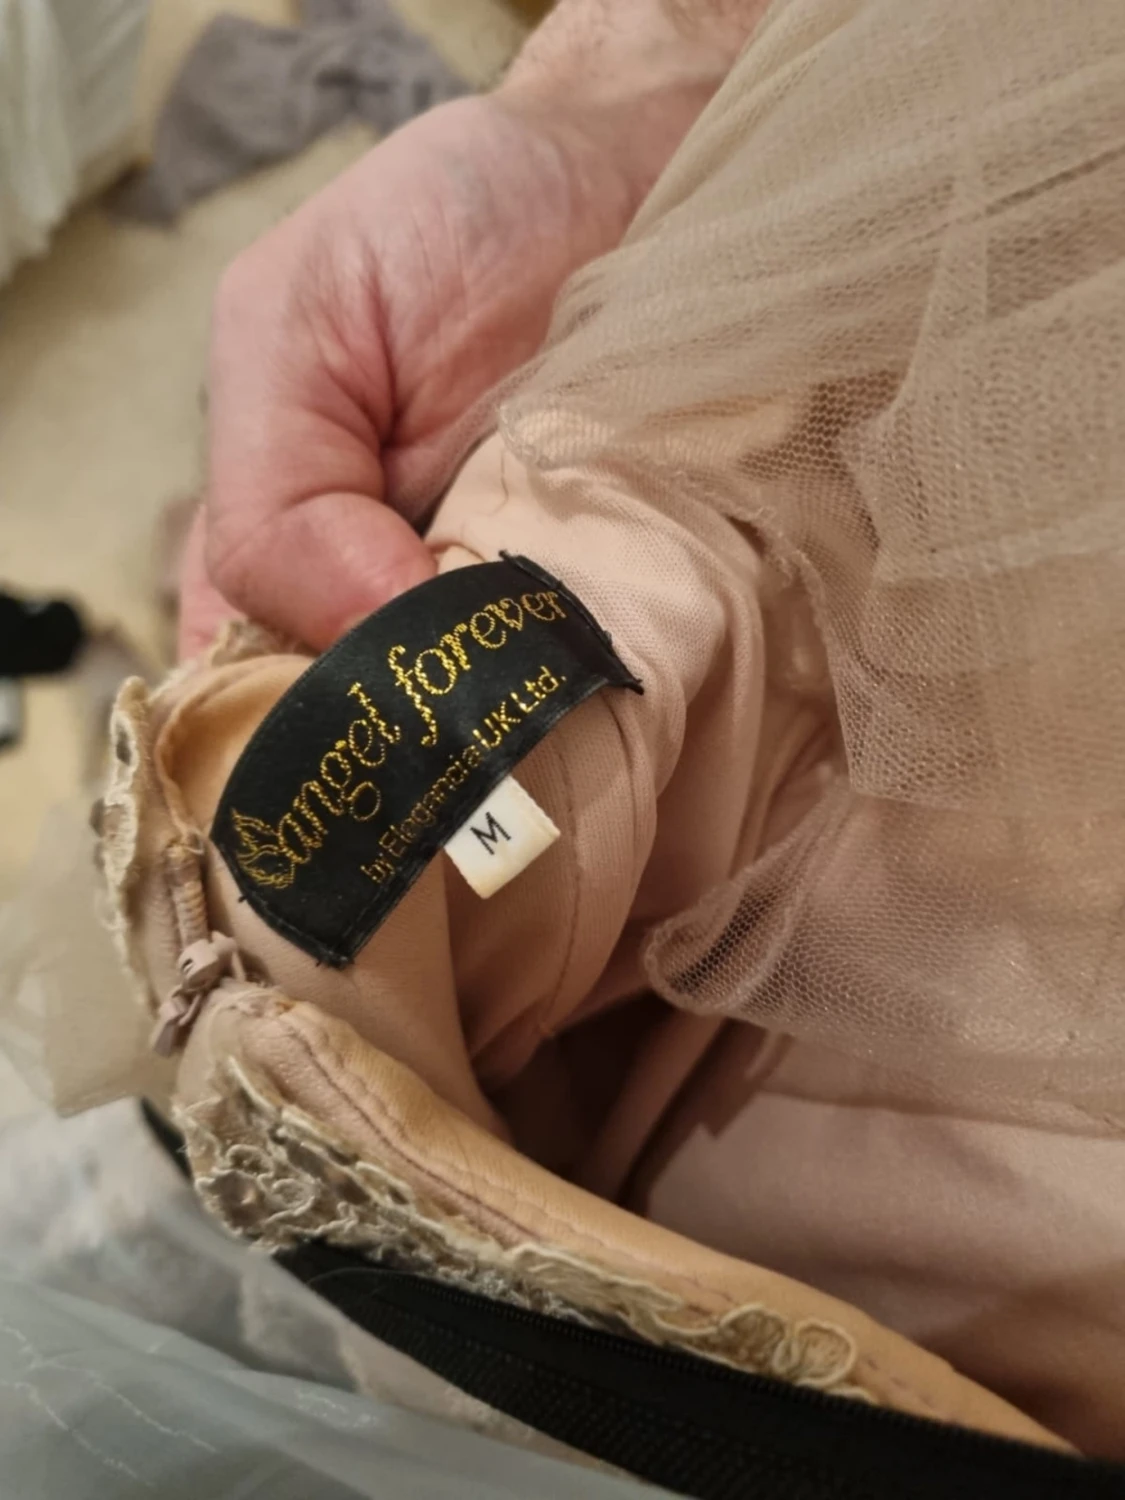 angel forever
by Elegancia UK Ltd.
M